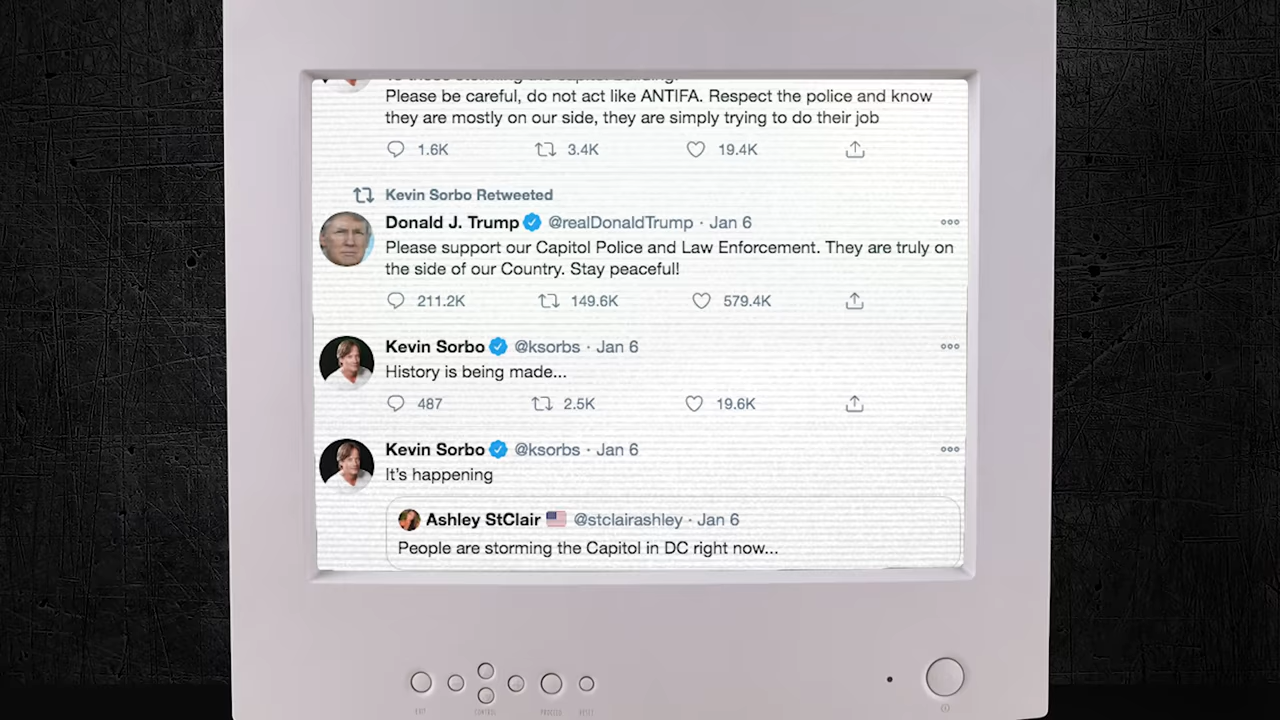 Please be careful, do not act like ANTIFA. Respect the police and know
they are mostly on our side, they are simply trying to do their job
1.6K 3.4K 19.4K
Kevin Sorbo Retweeted
Donald J. Trump @realDonaldTrump · Jan 6
Please support our Capitol Police and Law Enforcement. They are truly on
the side of our Country. Stay peaceful!
211.2K 149.6K 579.4K
Kevin Sorbo @ksorbs · Jan 6
History is being made...
487 2.5K 19.6K
Kevin Sorbo @ksorbs · Jan 6
It's happening
Ashley StClair @stclairashley · Jan 6
People are storming the Capitol in DC right now...
EXIT CONTROL PROCEED RESET